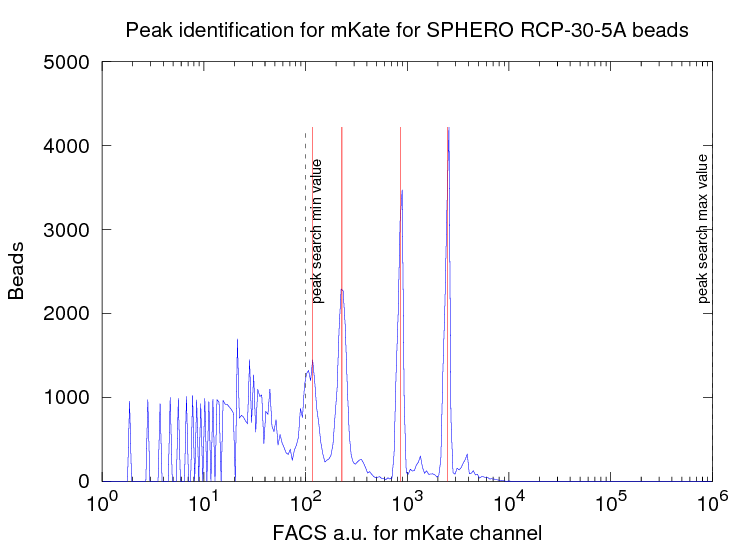 Peak identification for mKate for SPHERO RCP-30-5A beads
5000
4000
3000
2000
1000
0
Beads
peak search min value
peak search max value
10^0
10^1
10^2
10^3
10^4
10^5
10^6
FACS a.u. for mKate channel